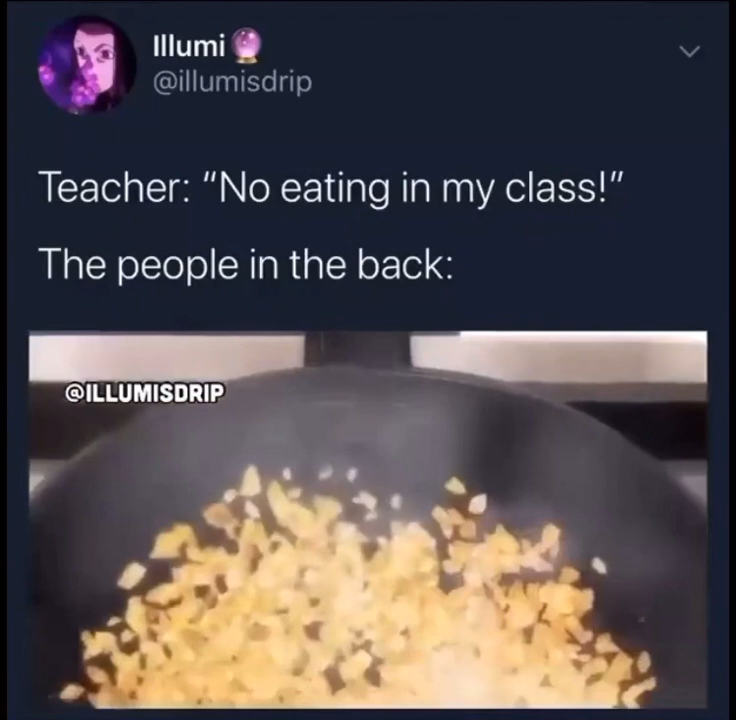 Illumi🔮
@illumisdrip
Teacher: "No eating in my class!"
The people in the back:
@ILLUMISDRIP